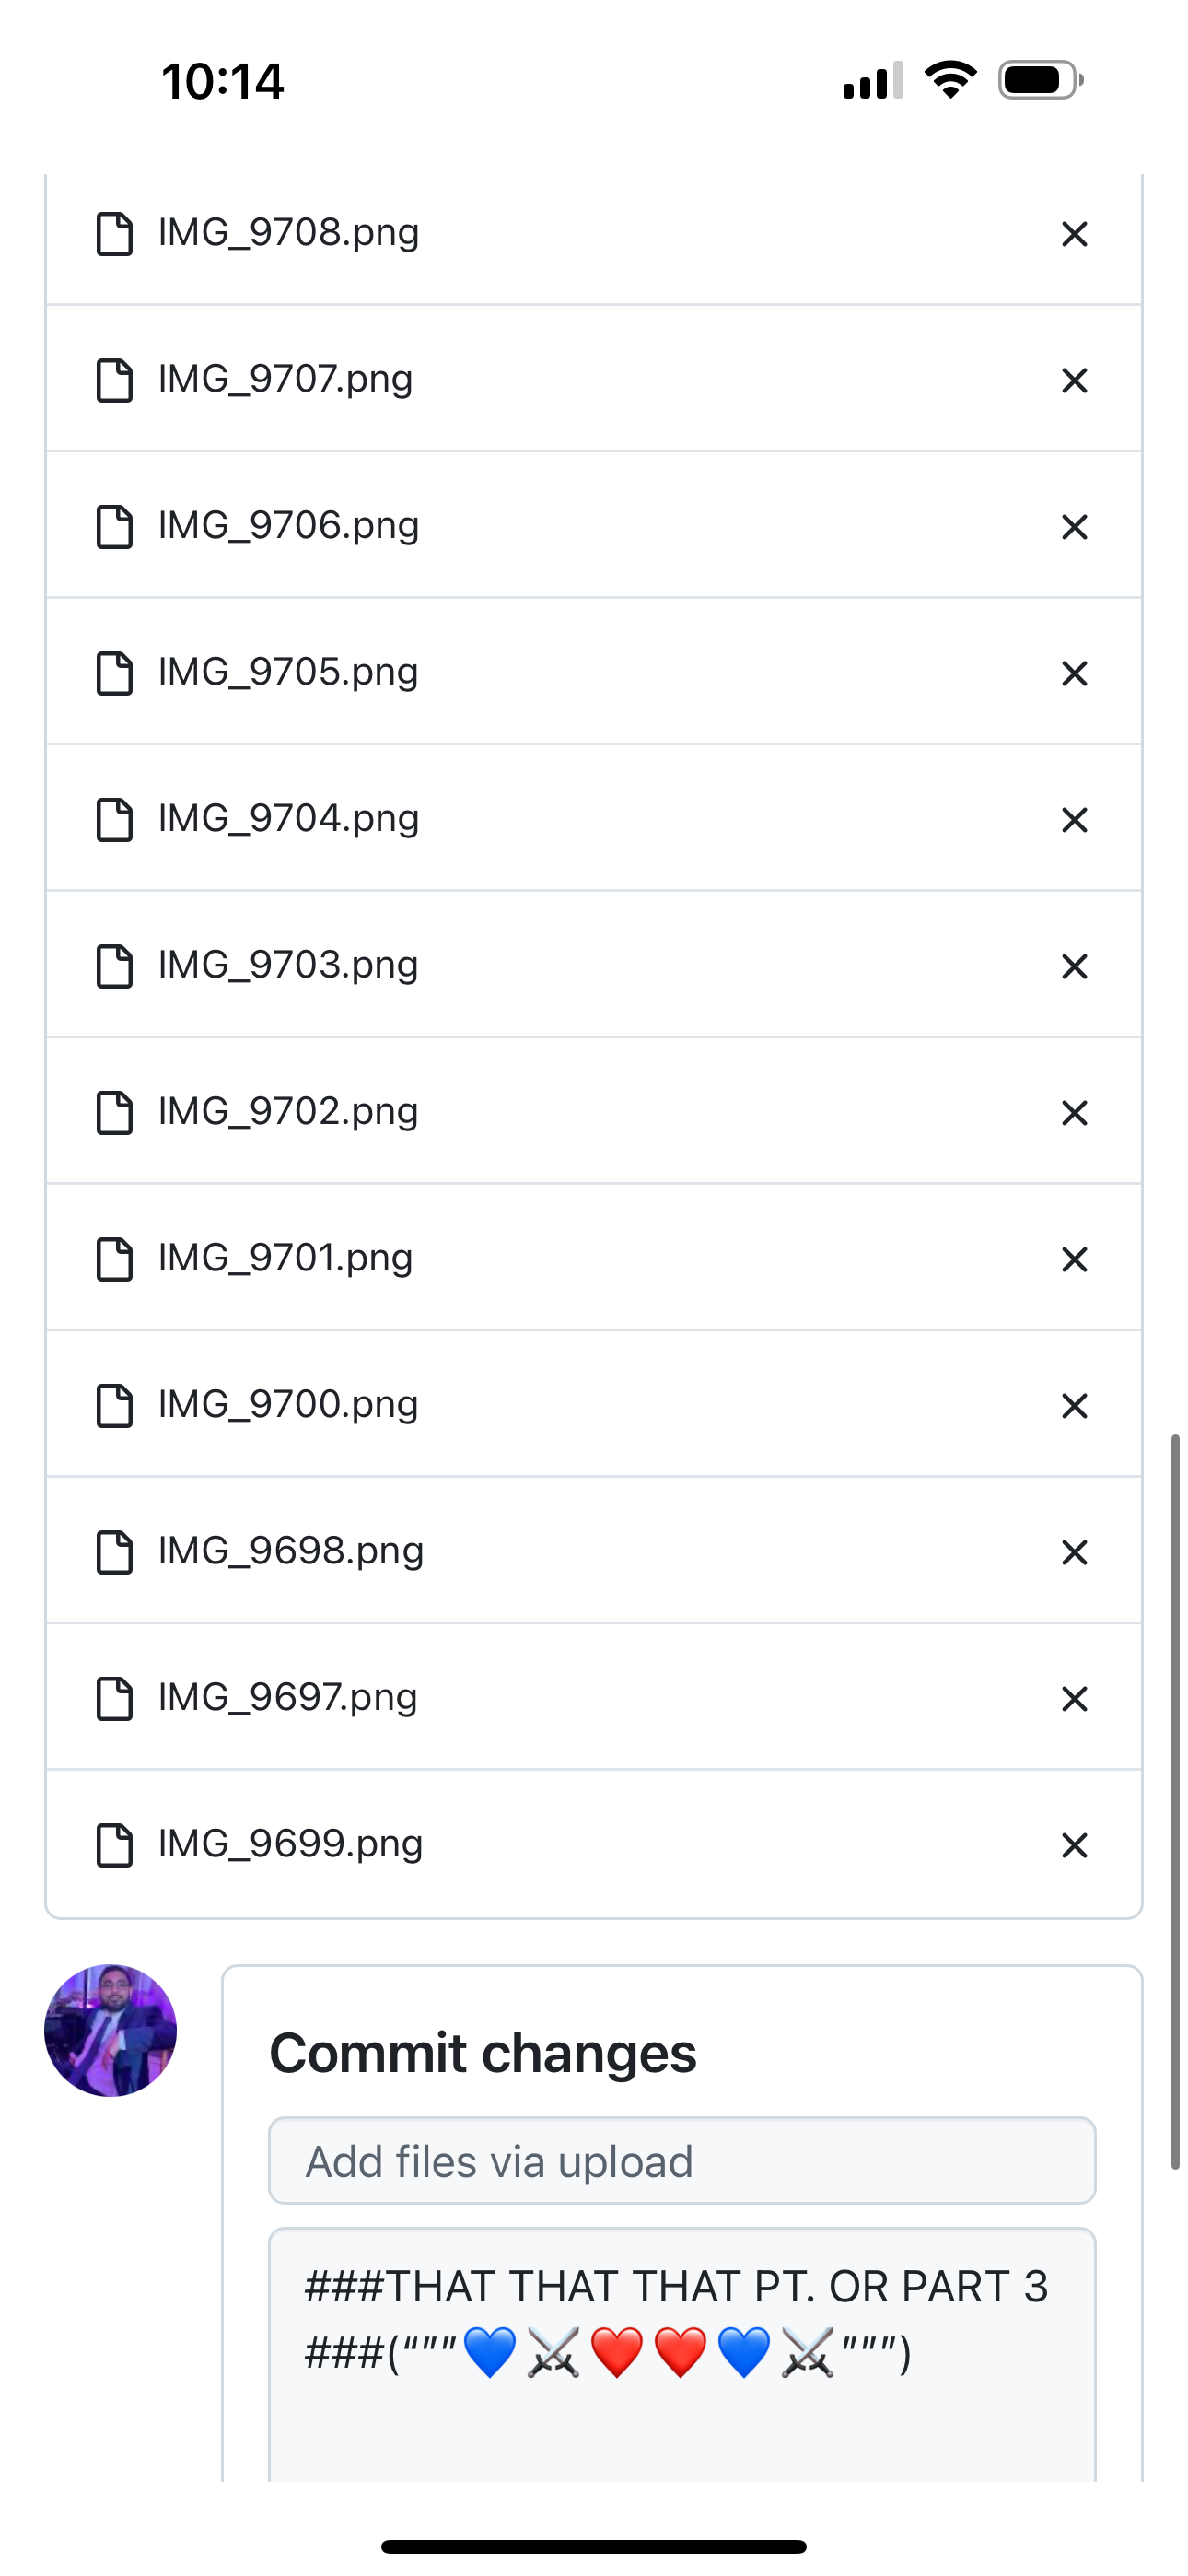 10:14
IMG_9708.png
IMG_9707.png
IMG_9706.png
IMG_9705.png
IMG_9704.png
IMG_9703.png
IMG_9702.png
IMG_9701.png
IMG_9700.png
IMG_9698.png
IMG_9697.png
IMG_9699.png
Commit changes
Add files via upload
###THAT THAT THAT PT. OR PART 3
###(“””💙⚔️❤️❤️💙⚔️”””)